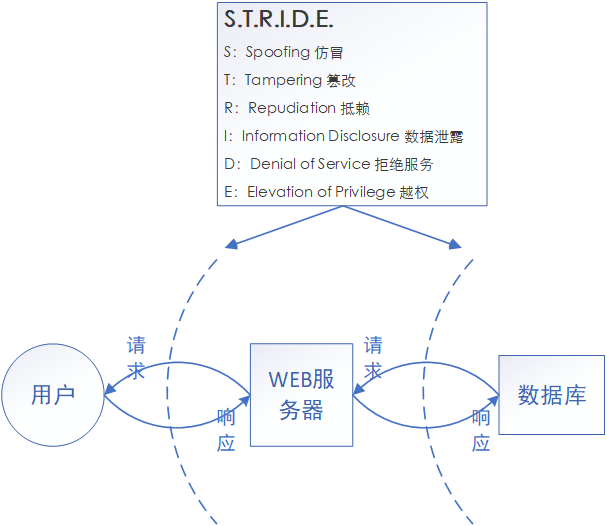 S.T.R.I.D.E.
S：Spoofing 仿冒
T：Tampering 篡改
R：Repudiation 抵赖
I：Information Disclosure 数据泄露
D：Denial of Service 拒绝服务
E：Elevation of Privilege 越权
请
求
请
求
用户
WEB服
务器
数据库
响
应
响
应